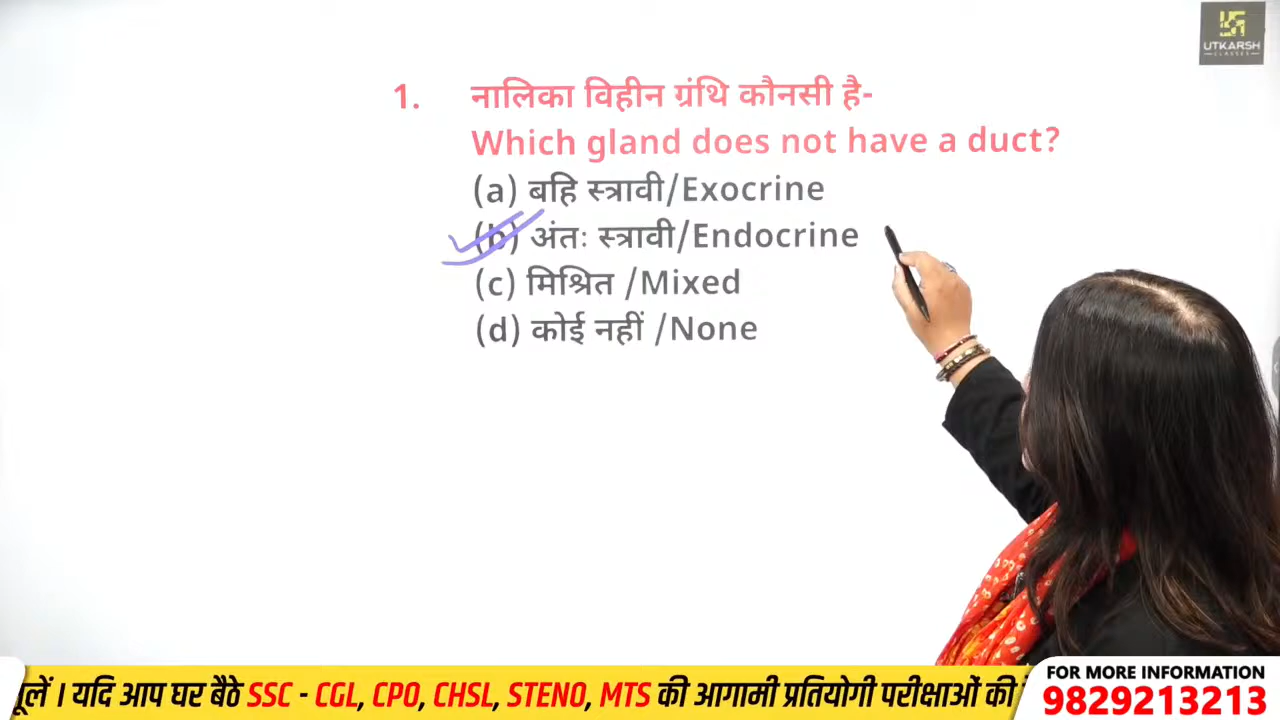 UTKARSH
CLASSES
1. नालिका विहीन ग्रंथि कौनसी है-
Which gland does not have a duct?
(a) बहि स्त्रावी/Exocrine
(b) अंतः स्त्रावी/Endocrine
(c) मिश्रित /Mixed
(d) कोई नहीं /None
लें । यदि आप घर बैठे SSC - CGL, CPO, CHSL, STENO, MTS की आगामी प्रतियोगी परीक्षाओं की
FOR MORE INFORMATION
9829213213